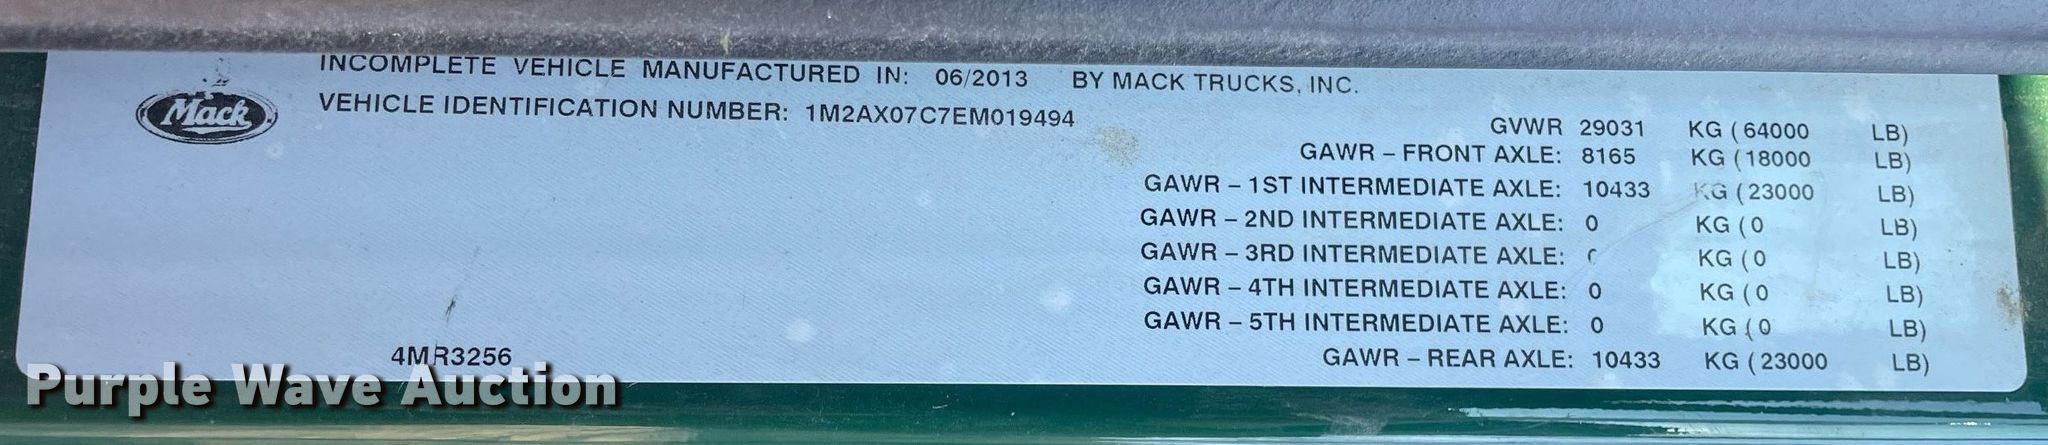 INCOMPLETE VEHICLE MANUFACTURED IN: 06/2013 BY MACK TRUCKS, INC.
Mack
VEHICLE IDENTIFICATION NUMBER: 1M2AX07C7EM019494
GVWR 29031 KG (64000 LB)
GAWR – FRONT AXLE: 8165 KG (18000 LB)
GAWR – 1ST INTERMEDIATE AXLE: 10433 KG (23000 LB)
GAWR – 2ND INTERMEDIATE AXLE: 0 KG (0 LB)
GAWR – 3RD INTERMEDIATE AXLE: KG (0 LB)
GAWR – 4TH INTERMEDIATE AXLE: 0 KG (0 LB)
GAWR – 5TH INTERMEDIATE AXLE: 0 KG (0 LB)
GAWR – REAR AXLE: 10433 KG (23000 LB)
4MR3256
Purple Wave Auction